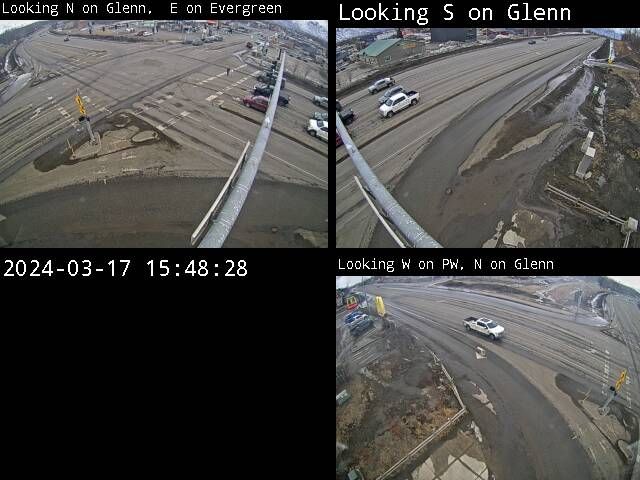 Looking N on Glenn, E on Evergreen
Looking S on Glenn
2024-03-17 15:48:28
Looking W on PW, N on Glenn